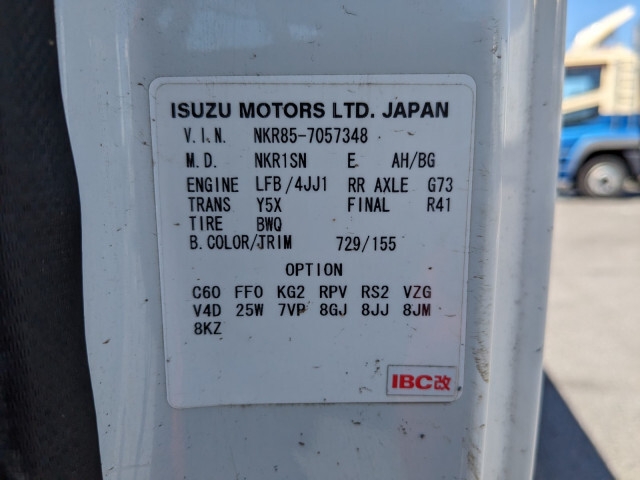 ISUZU MOTORS LTD. JAPAN
V.I.N. NKR85-7057348
M.D. NKR1SN E AH/BG
ENGINE LFB/4JJ1 RR AXLE G73
TRANS Y5X FINAL R41
TIRE BWQ
B.COLOR/TRIM 729/155
OPTION
C60 FF0 KG2 RPV RS2 VZG
V4D 25W 7VP 8GJ 8JJ 8JM
8KZ
IBC改